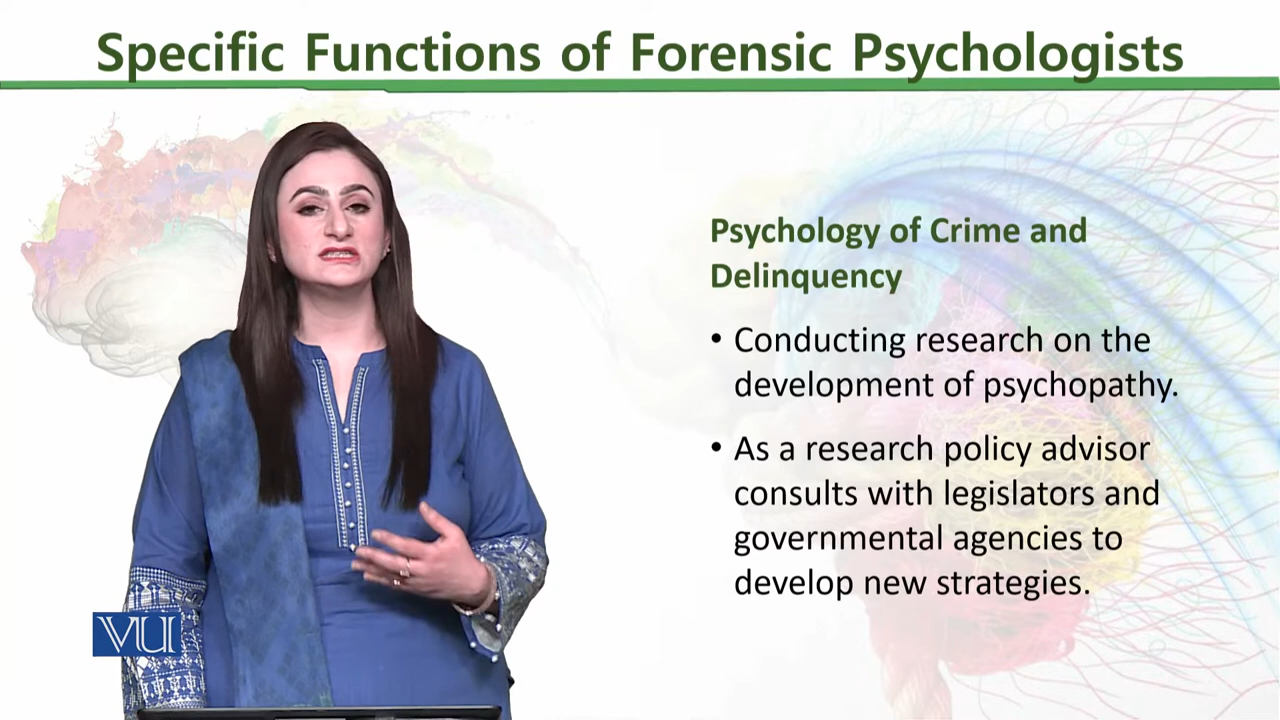 Specific Functions of Forensic Psychologists
Psychology of Crime and
Delinquency
• Conducting research on the
development of psychopathy.
• As a research policy advisor
consults with legislators and
governmental agencies to
develop new strategies.
VU